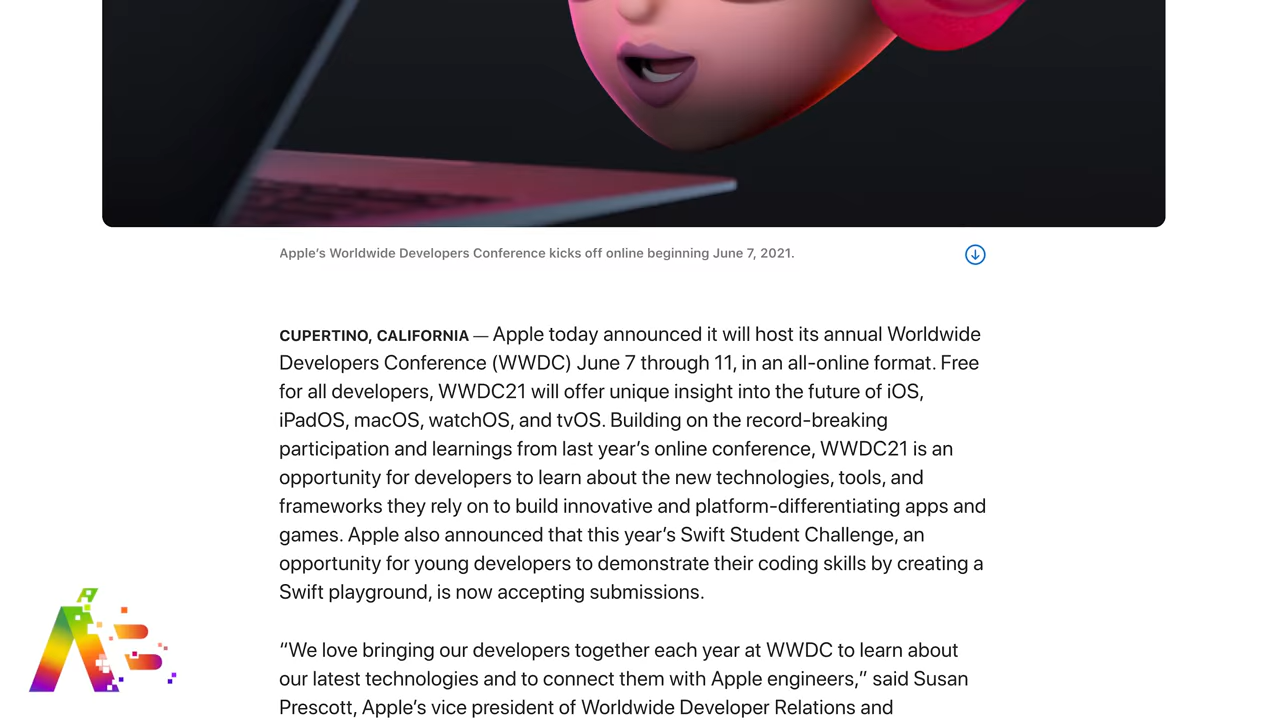 Apple’s Worldwide Developers Conference kicks off online beginning June 7, 2021.
CUPERTINO, CALIFORNIA — Apple today announced it will host its annual Worldwide
Developers Conference (WWDC) June 7 through 11, in an all-online format. Free
for all developers, WWDC21 will offer unique insight into the future of iOS,
iPadOS, macOS, watchOS, and tvOS. Building on the record-breaking
participation and learnings from last year’s online conference, WWDC21 is an
opportunity for developers to learn about the new technologies, tools, and
frameworks they rely on to build innovative and platform-differentiating apps and
games. Apple also announced that this year’s Swift Student Challenge, an
opportunity for young developers to demonstrate their coding skills by creating a
Swift playground, is now accepting submissions.
“We love bringing our developers together each year at WWDC to learn about
our latest technologies and to connect them with Apple engineers,” said Susan
Prescott, Apple’s vice president of Worldwide Developer Relations and